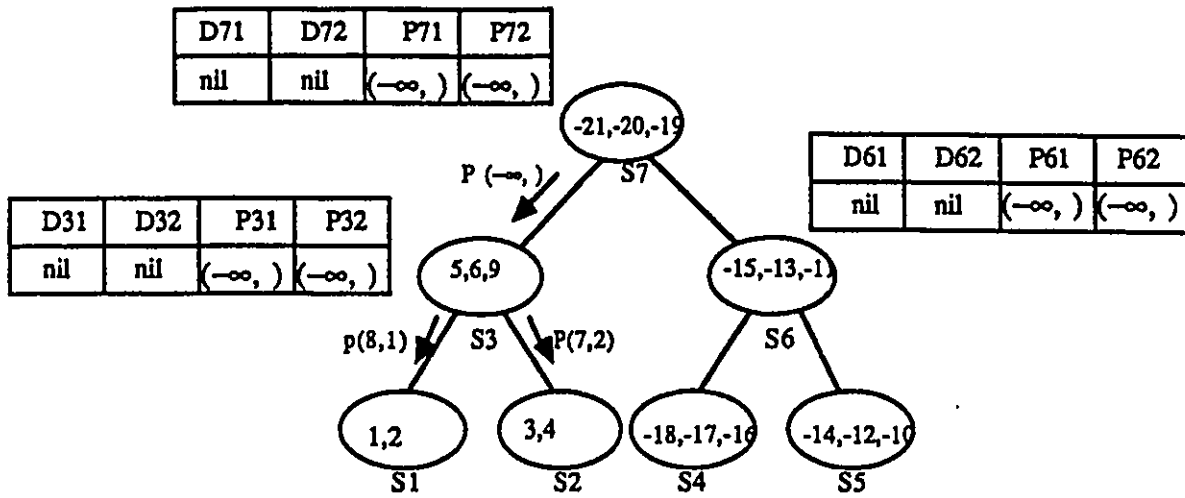 D71 D72 P71 P72
nil nil (−∞, ) (−∞, )
-21,-20,-19
S7
P (−∞, )
D61 D62 P61 P62
nil nil (−∞, ) (−∞, )
D31 D32 P31 P32
nil nil (−∞, ) (−∞, )
5,6,9
S3
-15,-13,-11
S6
p(8,1)
P(7,2)
1,2
S1
3,4
S2
-18,-17,-16
S4
-14,-12,-10
S5